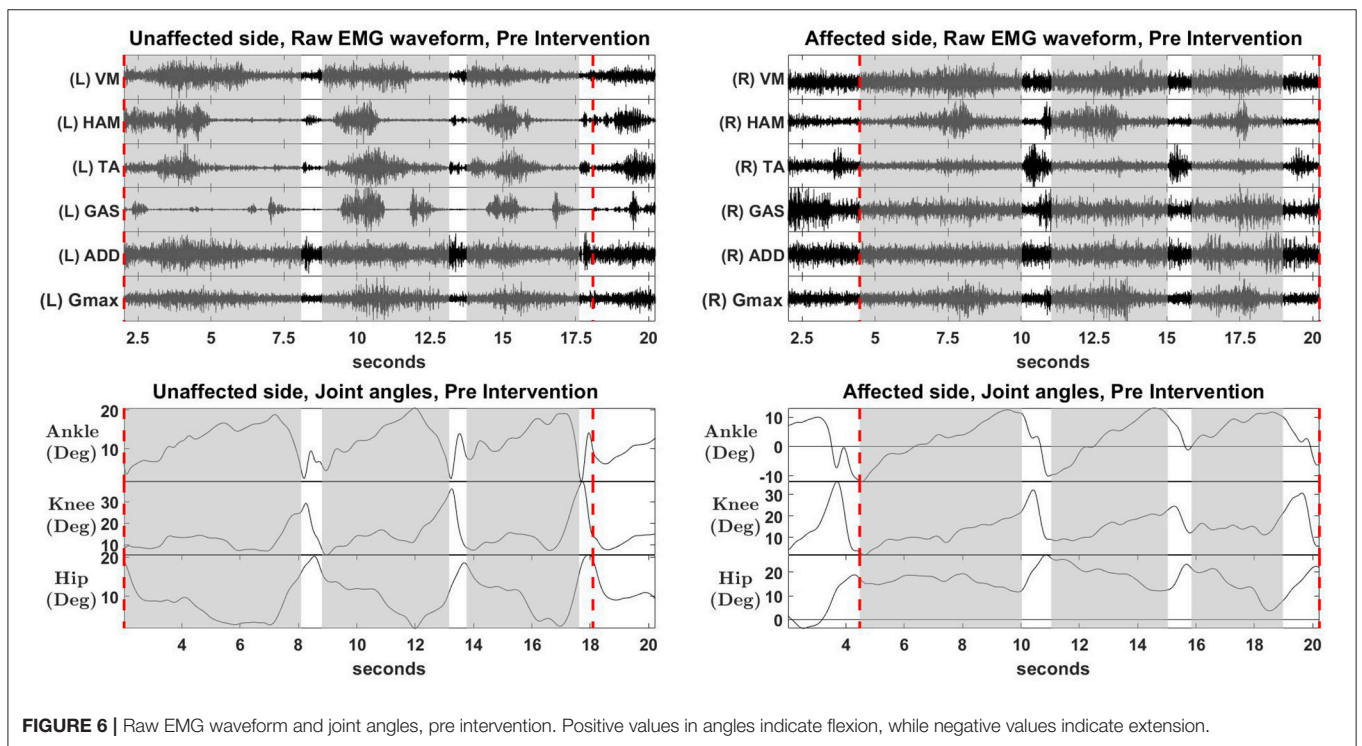 Unaffected side, Raw EMG waveform, Pre Intervention
(L) VM
(L) HAM
(L) TA
(L) GAS
(L) ADD
(L) Gmax
2.5 5 7.5 10 12.5 15 17.5 20
seconds
Affected side, Raw EMG waveform, Pre Intervention
(R) VM
(R) HAM
(R) TA
(R) GAS
(R) ADD
(R) Gmax
2.5 5 7.5 10 12.5 15 17.5 20
seconds
Unaffected side, Joint angles, Pre Intervention
20
Ankle
(Deg) 10
30
Knee
20
(Deg)
10
20
Hip
(Deg) 10
4 6 8 10 12 14 16 18 20
seconds
Affected side, Joint angles, Pre Intervention
10
Ankle
(Deg) 0
-10
30
Knee
20
(Deg)
10
20
Hip
(Deg)
0
4 6 8 10 12 14 16 18 20
seconds
FIGURE 6 | Raw EMG waveform and joint angles, pre intervention. Positive values in angles indicate flexion, while negative values indicate extension.